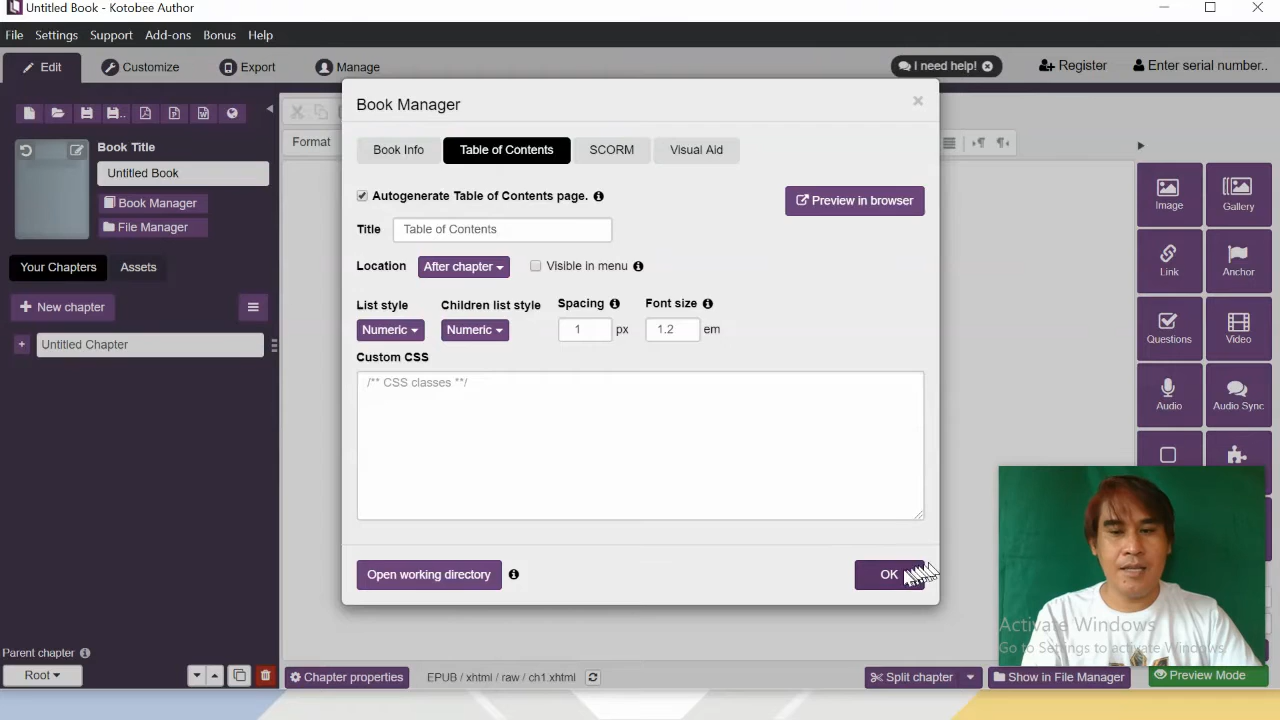 Untitled Book - Kotobee Author
File Settings Support Add-ons Bonus Help
Edit Customize Export Manage I need help! Register Enter serial number..
Book Manager
Book Title
Untitled Book
Book Manager
File Manager
Your Chapters Assets
New chapter
Untitled Chapter
Parent chapter
Root
Format
Book Info Table of Contents SCORM Visual Aid
Autogenerate Table of Contents page.
Preview in browser
Title Table of Contents
Location After chapter Visible in menu
List style Children list style Spacing Font size
Numeric Numeric 1 px 1.2 em
Custom CSS
/** CSS classes **/
Open working directory OK
Image Gallery
Link Anchor
Questions Video
Audio Audio Sync
Activate Windows
Go to Settings to activate Windows.
Chapter properties EPUB / xhtml / raw / ch1.xhtml Split chapter Show in File Manager Preview Mode